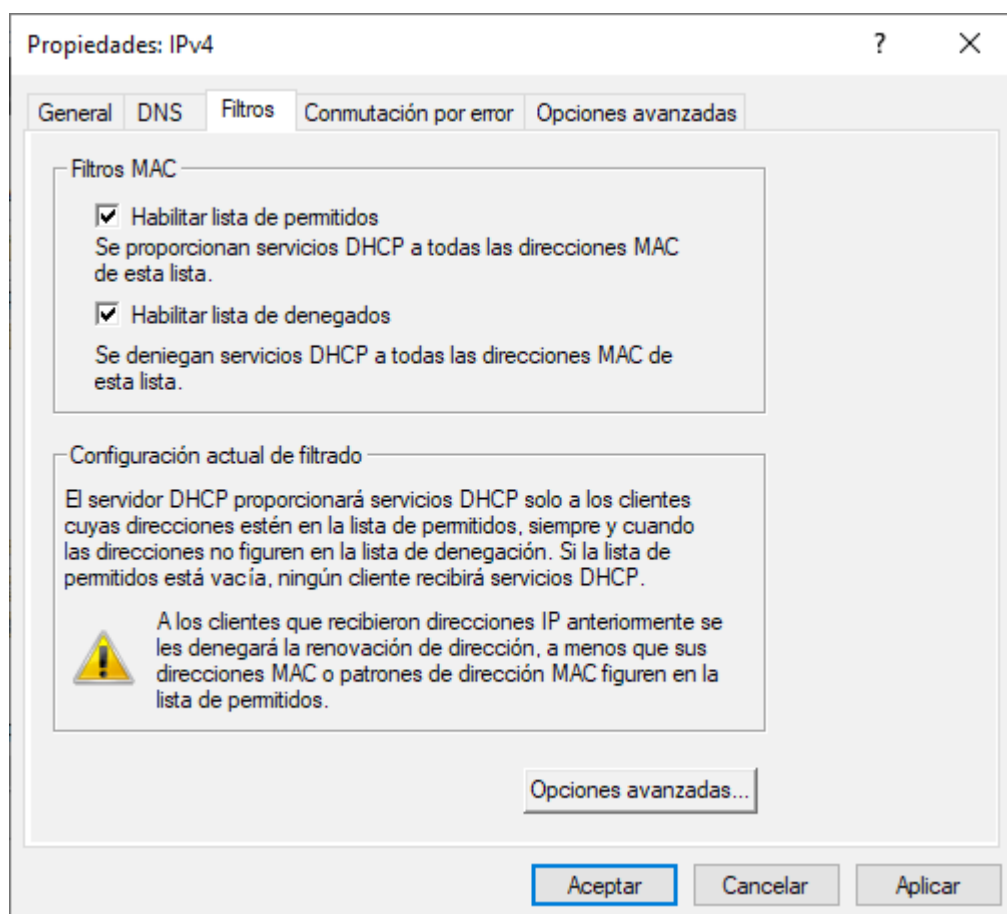 Propiedades: IPv4
?
General
DNS
Filtros
Conmutación por error
Opciones avanzadas
Filtros MAC
Habilitar lista de permitidos
Se proporcionan servicios DHCP a todas las direcciones MAC
de esta lista.
Habilitar lista de denegados
Se deniegan servicios DHCP a todas las direcciones MAC de
esta lista.
Configuración actual de filtrado
El servidor DHCP proporcionará servicios DHCP solo a los clientes
cuyas direcciones estén en la lista de permitidos, siempre y cuando
las direcciones no figuren en la lista de denegación. Si la lista de
permitidos está vacía, ningún cliente recibirá servicios DHCP.
A los clientes que recibieron direcciones IP anteriormente se
les denegará la renovación de dirección, a menos que sus
direcciones MAC o patrones de dirección MAC figuren en la
lista de permitidos.
Opciones avanzadas...
Aceptar
Cancelar
Aplicar